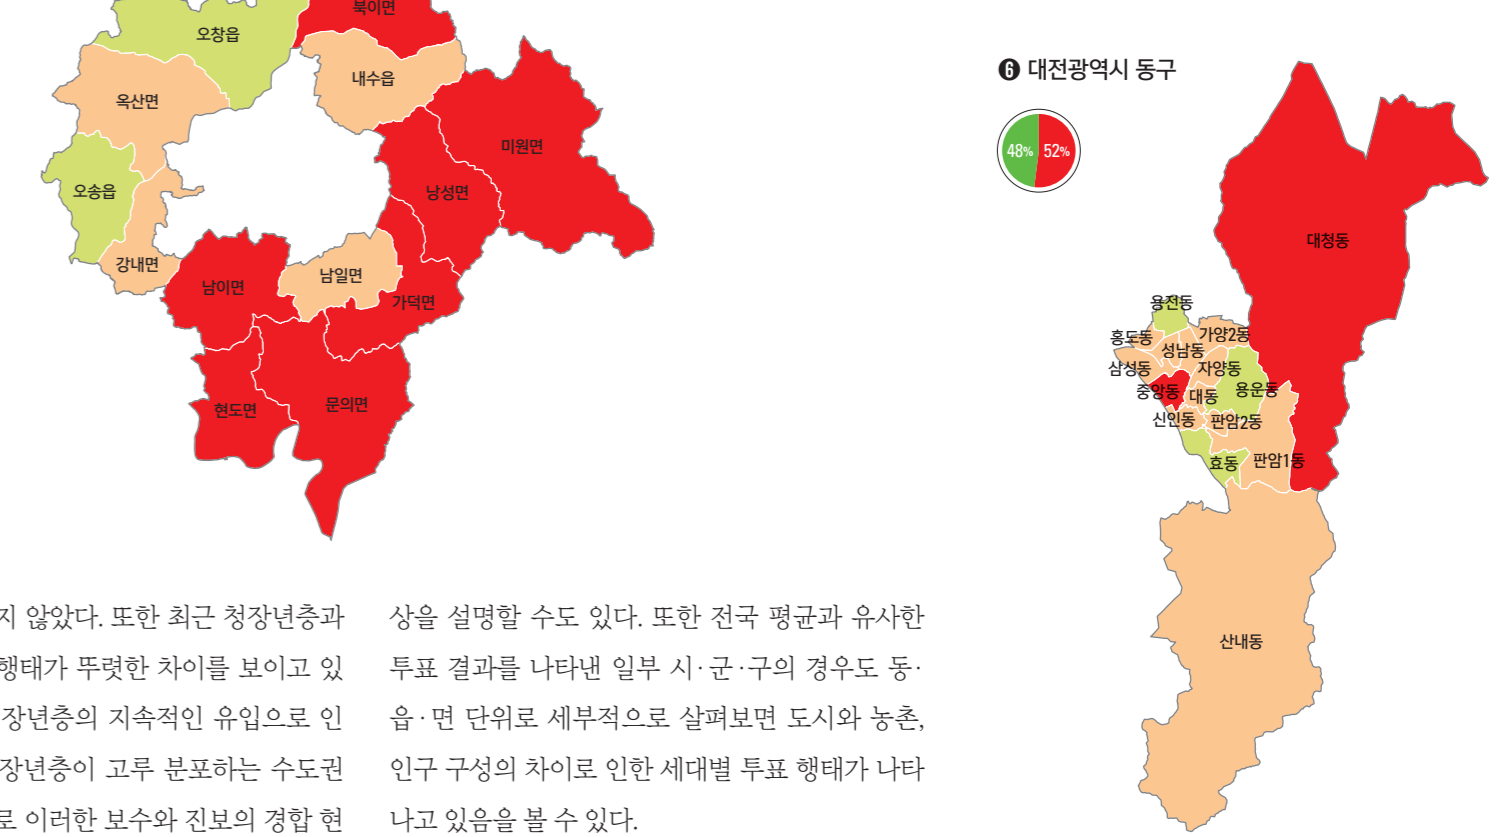 북이면
오창읍
내수읍
옥산면
미원면
오송읍
낭성면
강내면
남이면
남일면
가덕면
현도면
문의면
❻ 대전광역시 동구
48%
52%
대청동
용전동
홍도동
가양2동
성남동
삼성동
자양동
중앙동
대동
용운동
신인동
판암2동
효동
판암1동
산내동
지 않았다. 또한 최근 청장년층과
행태가 뚜렷한 차이를 보이고 있
장년층의 지속적인 유입으로 인
장년층이 고루 분포하는 수도권
로 이러한 보수와 진보의 경합 현
상을 설명할 수도 있다. 또한 전국 평균과 유사한
투표 결과를 나타낸 일부 시·군·구의 경우도 동·
읍·면 단위로 세부적으로 살펴보면 도시와 농촌,
인구 구성의 차이로 인한 세대별 투표 행태가 나타
나고 있음을 볼 수 있다.